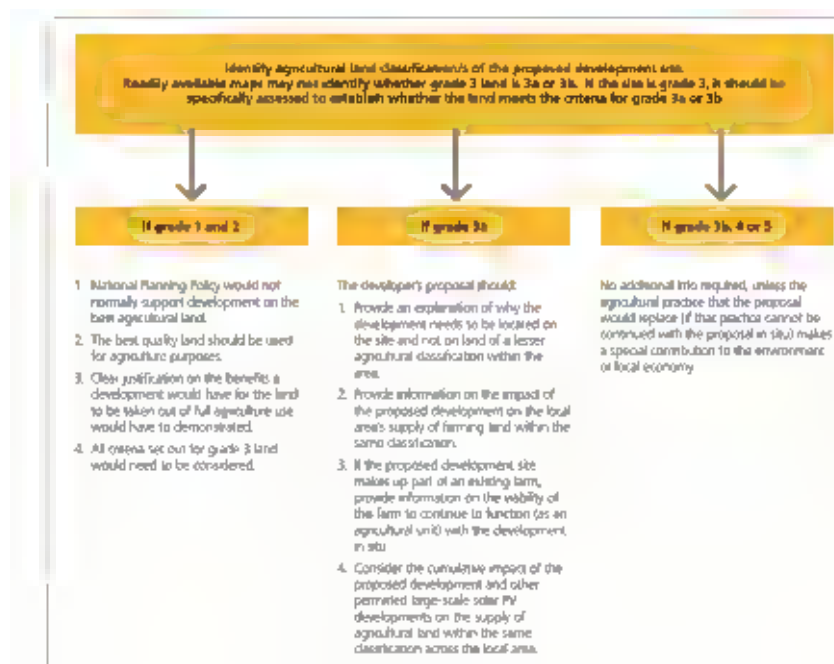 Identify agricultural land classification/s of the proposed development area.
Readily available maps may not identify whether grade 3 land is 3a or 3b. If the site is grade 3, it should be
specifically assessed to establish whether the land meets the criteria for grade 3a or 3b
If grade 1 and 2
1 National Planning Policy would not
normally support development on the
best agricultural land.
2. The best quality land should be used
for agriculture purposes.
3. Clear justification on the benefits a
development would have for the land
to be taken out of full agriculture use
would have to demonstrated.
4. All criteria set out for grade 3 land
would need to be considered.
If grade 3a
The developer's proposal should:
1. Provide an explanation of why the
development needs to be located on
the site and not on land of a lesser
agricultural classification within the
area.
2. Provide information on the impact of
the proposed development on the local
area's supply of farming land within the
same classification.
3. If the proposed development site
makes up part of an existing farm,
provide information on the viability of
this farm to continue to function (as an
agricultural unit) with the development
in situ
4. Consider the cumulative impact of the
proposed development and other
permitted large-scale solar PV
developments on the supply of
agricultural land within the same
classification across the local area.
If grade 3b, 4 or 5
No additional info required, unless the
agricultural practice that the proposal
would replace (if that practice cannot be
continued with the proposal in situ) makes
a special contribution to the environment
or local economy.